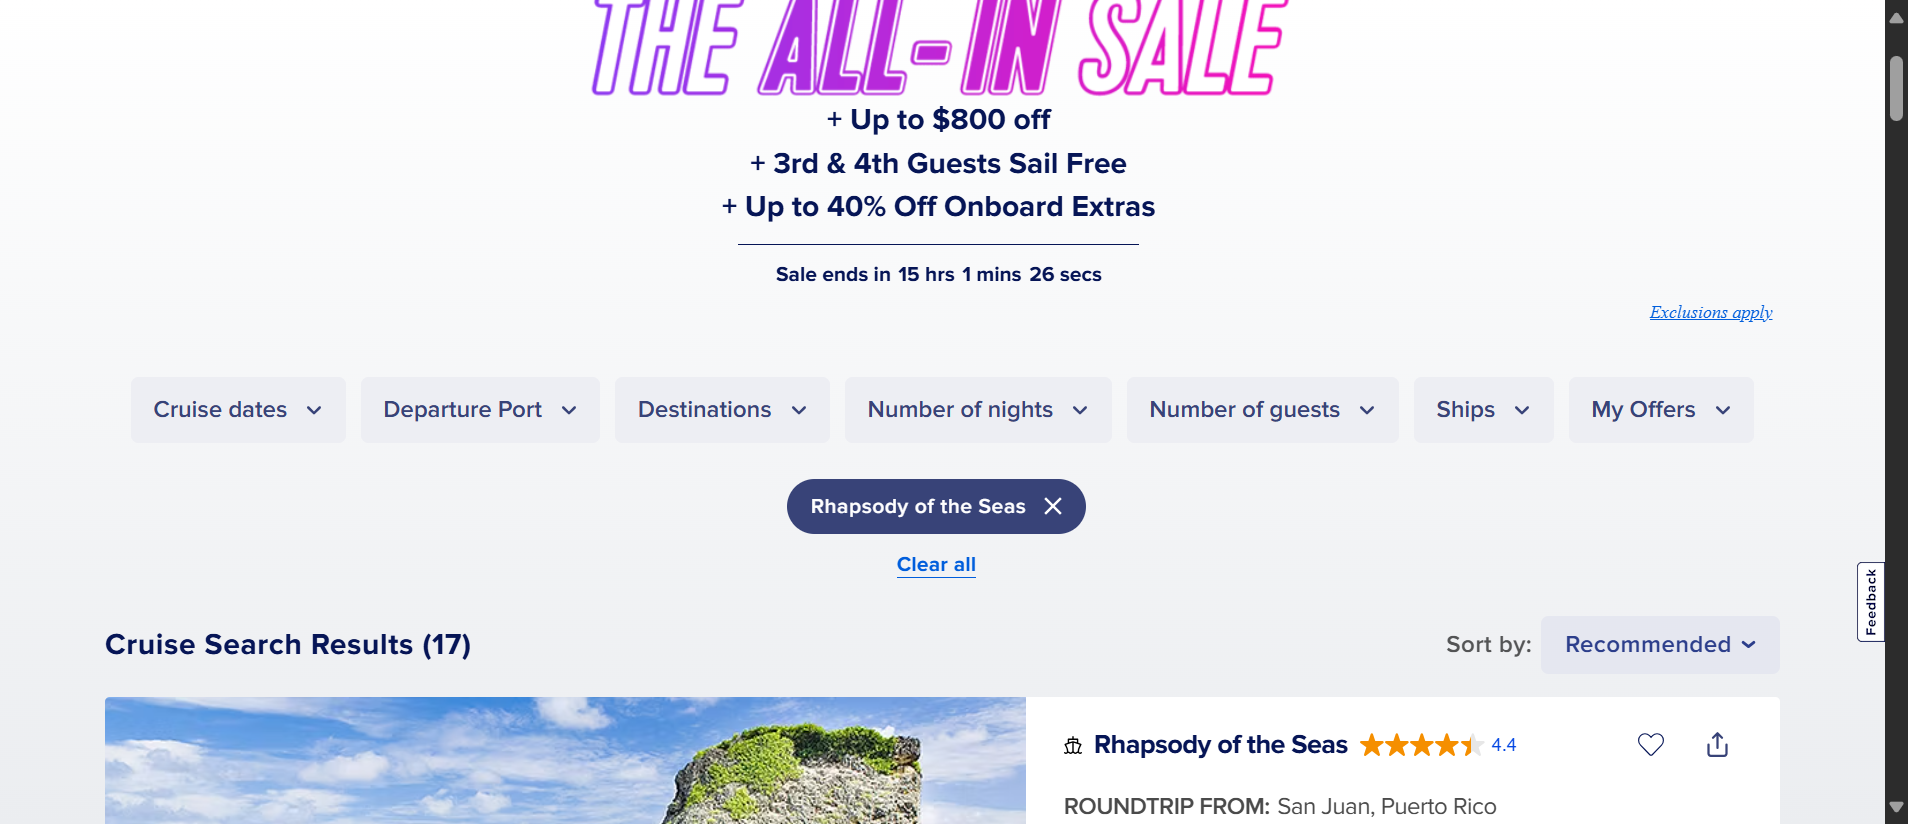 THE ALL-IN SALE
+ Up to $800 off
+ 3rd & 4th Guests Sail Free
+ Up to 40% Off Onboard Extras
Sale ends in 15 hrs 1 mins 26 secs
Exclusions apply
Cruise dates
Departure Port
Destinations
Number of nights
Number of guests
Ships
My Offers
Rhapsody of the Seas
Clear all
Feedback
Cruise Search Results (17)
Sort by: Recommended
Rhapsody of the Seas 4.4
ROUNDTRIP FROM: San Juan, Puerto Rico